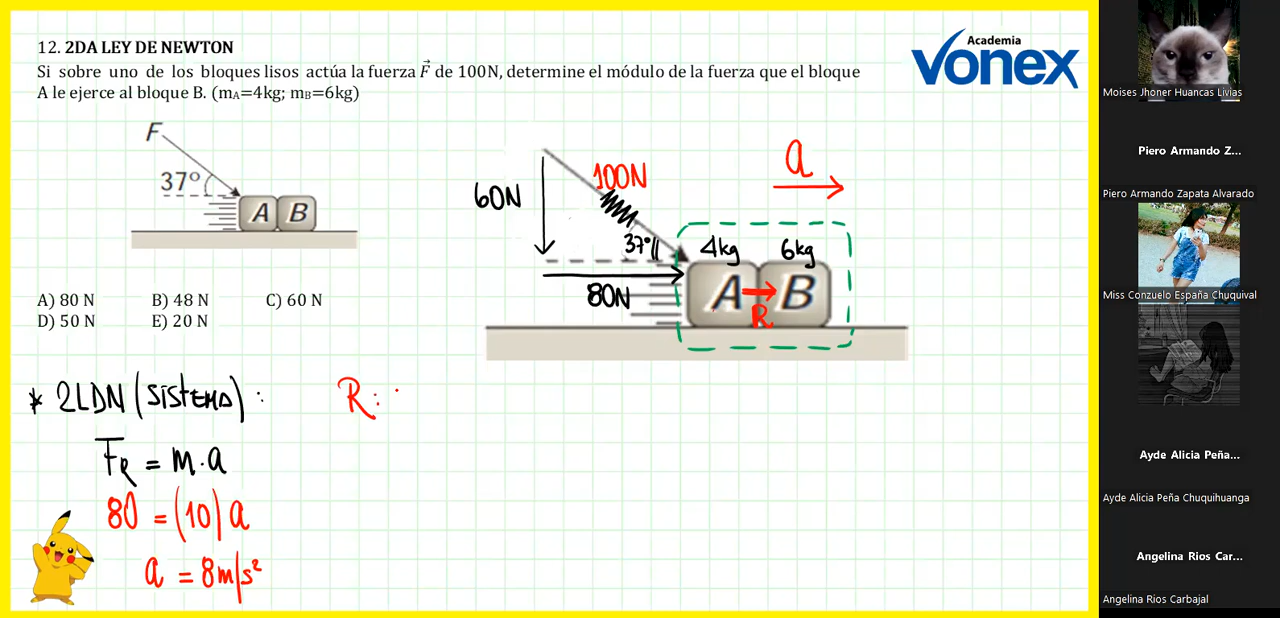 12. 2DA LEY DE NEWTON
Si sobre uno de los bloques lisos actúa la fuerza F⃗ de 100N, determine el módulo de la fuerza que el bloque
A le ejerce al bloque B. (mA=4kg; mB=6kg)
Academia
vonex
F
37°
A B
A) 80 N B) 48 N C) 60 N
D) 50 N E) 20 N
60N
100N
a
37°
4kg 6kg
80N
A B
R
* 2LDN (SISTEMA):
R:
FR = m.a
80 = (10) a
a = 8m/s²
Moises Jhoner Huancas Livias
Piero Armando Z...
Piero Armando Zapata Alvarado
Miss Conzuelo España Chuquival
Ayde Alicia Peña...
Ayde Alicia Peña Chuquihuanga
Angelina Rios Car...
Angelina Rios Carbajal